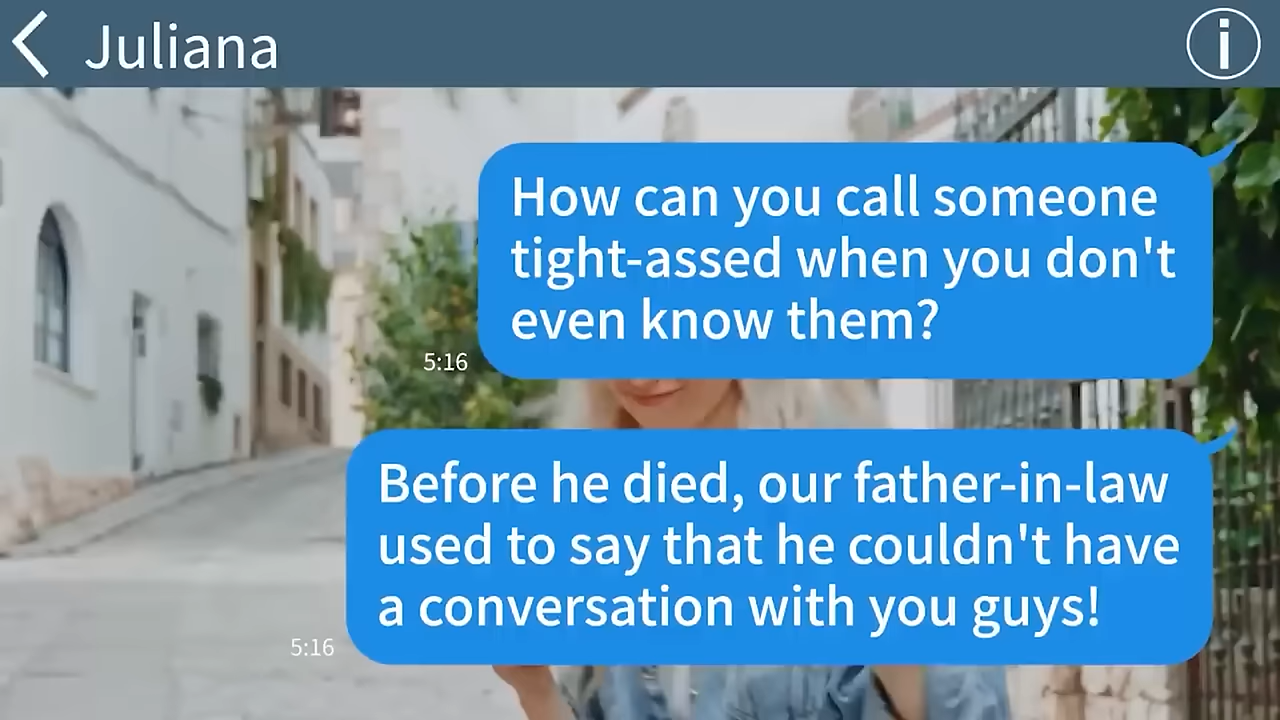 Juliana
How can you call someone
tight-assed when you don't
even know them?
5:16
Before he died, our father-in-law
used to say that he couldn't have
a conversation with you guys!
5:16